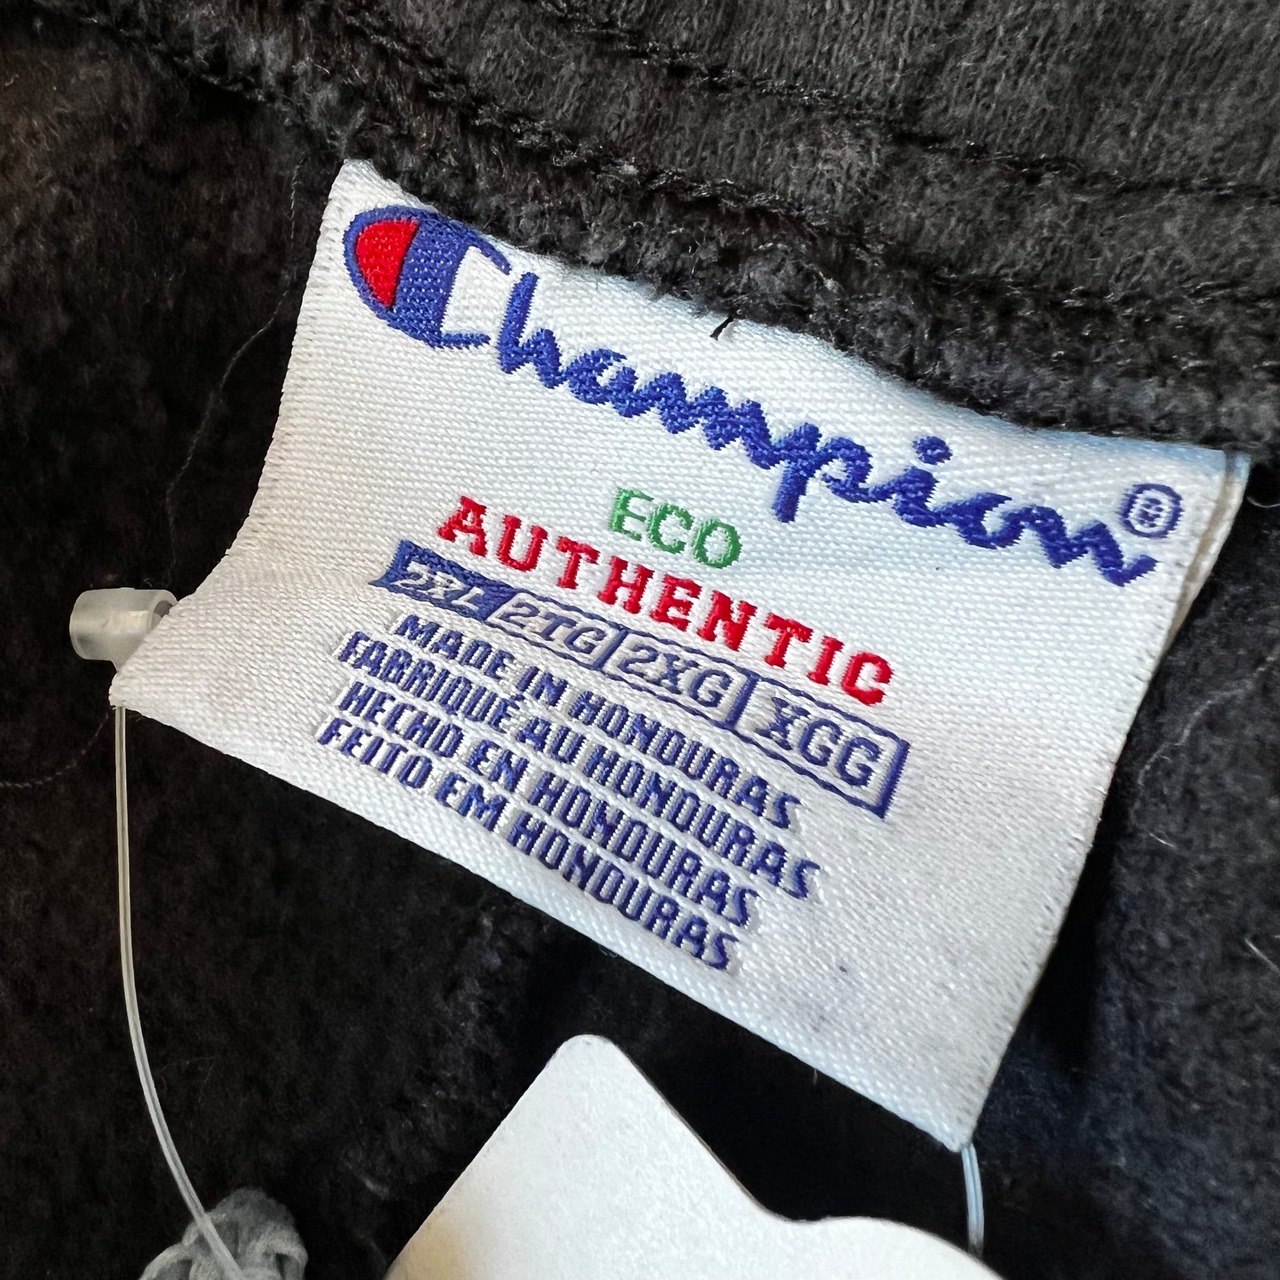 Champion®
ECO
AUTHENTIC
2XL 2TG 2XG XGG
MADE IN HONDURAS
FABRIQUÉ AU HONDURAS
HECHO EN HONDURAS
FEITO EM HONDURAS